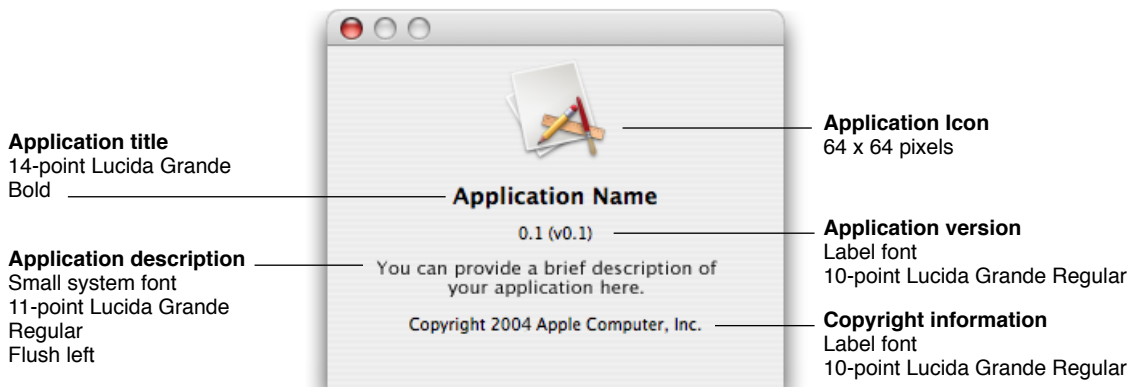 Application title
14-point Lucida Grande
Bold
Application description
Small system font
11-point Lucida Grande
Regular
Flush left
Application Name
0.1 (v0.1)
You can provide a brief description of
your application here.
Copyright 2004 Apple Computer, Inc.
Application Icon
64 x 64 pixels
Application version
Label font
10-point Lucida Grande Regular
Copyright information
Label font
10-point Lucida Grande Regular